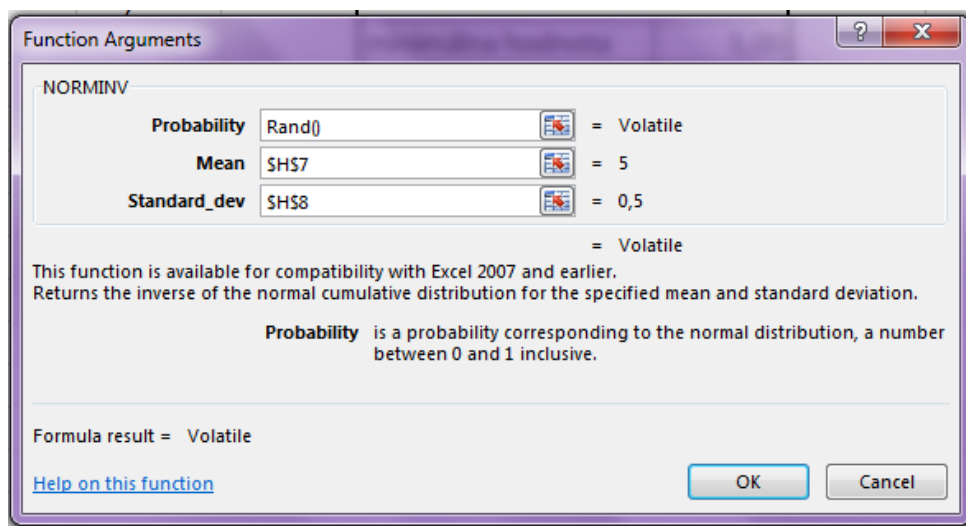 Function Arguments
NORMINV
Probability Rand() = Volatile
Mean $H$7 = 5
Standard_dev $H$8 = 0,5
= Volatile
This function is available for compatibility with Excel 2007 and earlier.
Returns the inverse of the normal cumulative distribution for the specified mean and standard deviation.
Probability is a probability corresponding to the normal distribution, a number
between 0 and 1 inclusive.
Formula result = Volatile
Help on this function
OK Cancel